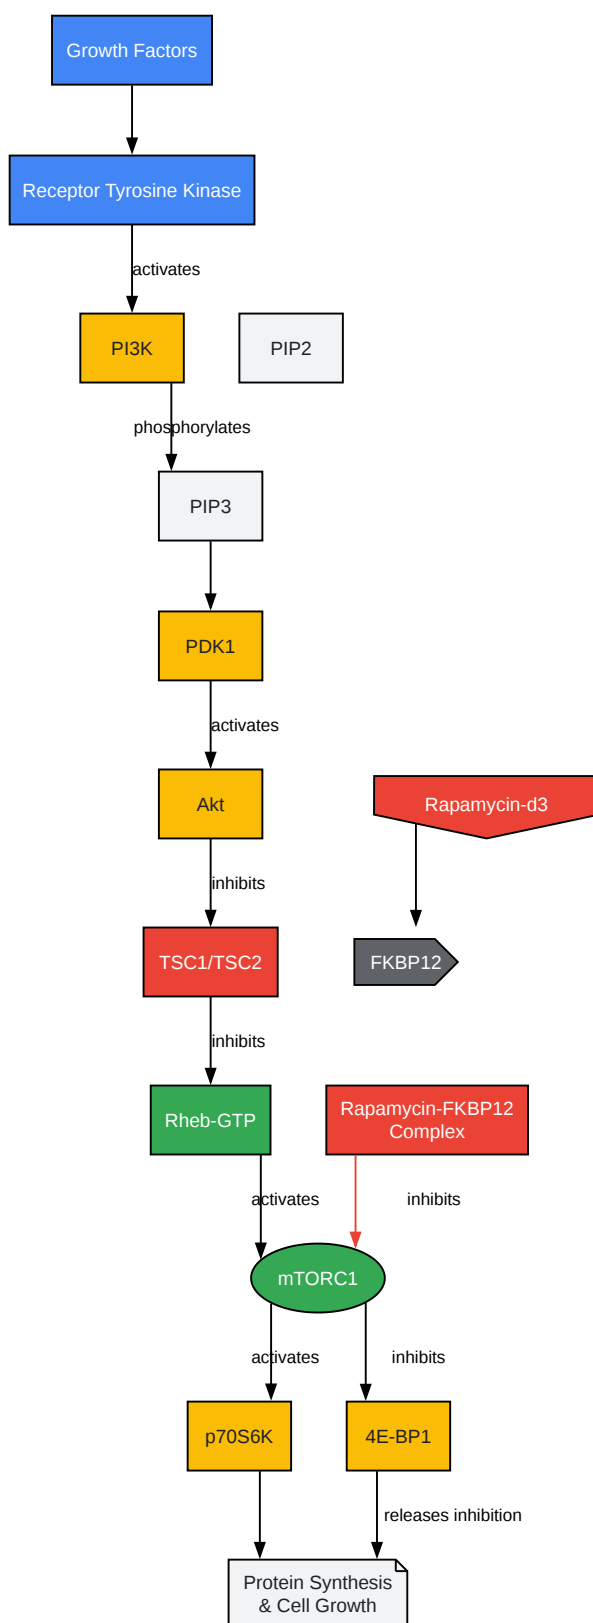 Growth Factors
Receptor Tyrosine Kinase
activates
PI3K
PIP2
phosphorylates
PIP3
PDK1
activates
Akt
Rapamycin-d3
inhibits
TSC1/TSC2
FKBP12
inhibits
Rheb-GTP
Rapamycin-FKBP12
Complex
activates
inhibits
mTORC1
activates
inhibits
p70S6K
4E-BP1
releases inhibition
Protein Synthesis
& Cell Growth